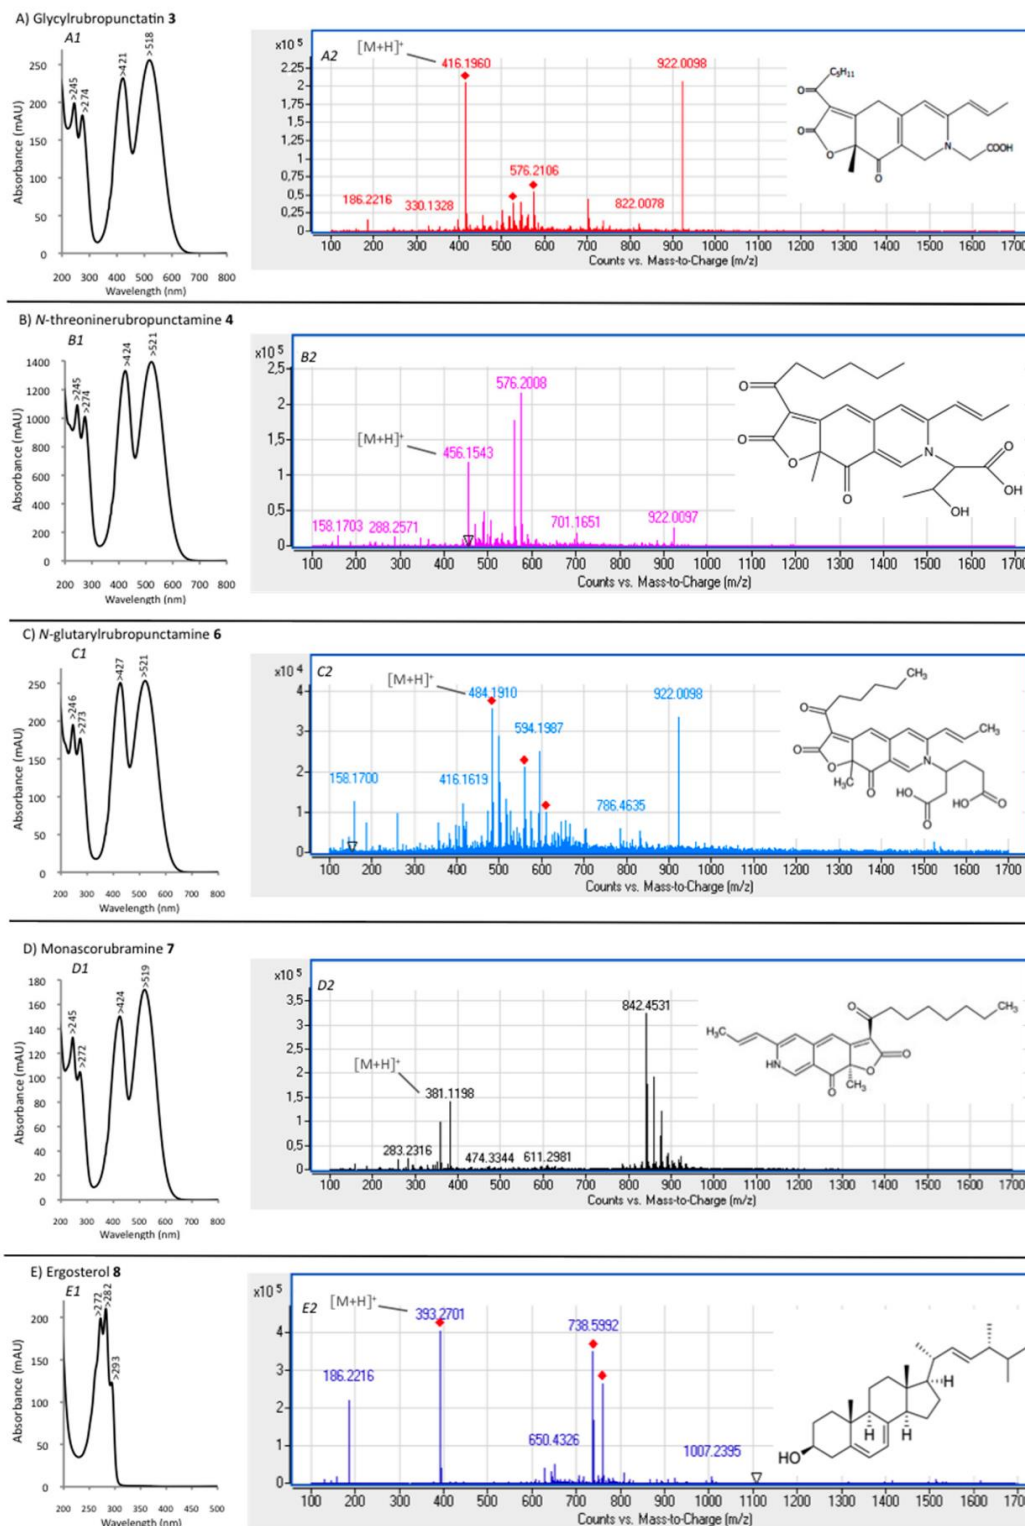 A) Glycylrubropunctatin 3
A1
>245
>274
>421
>518
Absorbance (mAU)
250
200
150
100
50
0
200 300 400 500 600 700 800
Wavelength (nm)
x10 5
A2
[M+H]+
2,25
2
1,75
1,5
1,25
1
0,75
0,5
0,25
0
416.1960
922.0098
576.2106
186.2216
330.1328
822.0078
100 200 300 400 500 600 700 800 900 1000 1100 1200 1300 1400 1500 1600 1700
Counts vs. Mass-to-Charge (m/z)
C5H11
O
O
O
O
N
COOH
B) N-threoninerubropunctamine 4
B1
>245
>274
>424
>521
Absorbance (mAU)
1400
1200
1000
800
600
400
200
0
200 300 400 500 600 700 800
Wavelength (nm)
x10 5
B2
2,5
2
1,5
1
0,5
0
[M+H]+
576.2008
456.1543
158.1703
288.2571
701.1651
922.0097
100 200 300 400 500 600 700 800 900 1000 1100 1200 1300 1400 1500 1600 1700
Counts vs. Mass-to-Charge (m/z)
O
O
O
O
N
O
OH
OH
C) N-glutarylrubropunctamine 6
C1
>246
>273
>427
>521
Absorbance (mAU)
250
200
150
100
50
0
200 300 400 500 600 700 800
Wavelength (nm)
x10 4
C2
4
3
2
1
0
[M+H]+
484.1910
594.1987
922.0098
158.1700
416.1619
786.4635
100 200 300 400 500 600 700 800 900 1000 1100 1200 1300 1400 1500 1600 1700
Counts vs. Mass-to-Charge (m/z)
CH3
O
O
O
H3C
O
N
CH3
HO
O
HO
O
D) Monascorubramine 7
D1
>245
>272
>424
>519
Absorbance (mAU)
180
160
140
120
100
80
60
40
20
0
200 300 400 500 600 700 800
Wavelength (nm)
x10 5
D2
3,5
3
2,5
2
1,5
1
0,5
0
[M+H]+
842.4531
381.1198
283.2316
474.3344
611.2981
100 200 300 400 500 600 700 800 900 1000 1100 1200 1300 1400 1500 1600 1700
Counts vs. Mass-to-Charge (m/z)
O
CH3
H3C
HN
O
O
O
CH3
E) Ergosterol 8
E1
>272
>282
>293
Absorbance (mAU)
200
150
100
50
0
200 300 400 500
Wavelength (nm)
x10 5
E2
4
3
2
1
0
[M+H]+
393.2701
738.5992
186.2216
650.4326
1007.2395
100 200 300 400 500 600 700 800 900 1000 1100 1200 1300 1400 1500 1600 1700
Counts vs. Mass-to-Charge (m/z)
HO
H
H
H